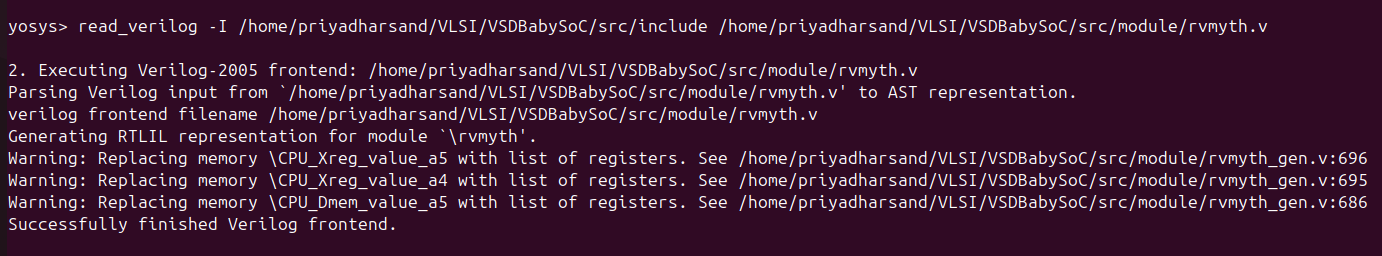 yosys> read_verilog -I /home/priyadharsand/VLSI/VSDBabySoC/src/include /home/priyadharsand/VLSI/VSDBabySoC/src/module/rvmyth.v
2. Executing Verilog-2005 frontend: /home/priyadharsand/VLSI/VSDBabySoC/src/module/rvmyth.v
Parsing Verilog input from `/home/priyadharsand/VLSI/VSDBabySoC/src/module/rvmyth.v' to AST representation.
verilog frontend filename /home/priyadharsand/VLSI/VSDBabySoC/src/module/rvmyth.v
Generating RTLIL representation for module `\rvmyth'.
Warning: Replacing memory \CPU_Xreg_value_a5 with list of registers. See /home/priyadharsand/VLSI/VSDBabySoC/src/module/rvmyth_gen.v:696
Warning: Replacing memory \CPU_Xreg_value_a4 with list of registers. See /home/priyadharsand/VLSI/VSDBabySoC/src/module/rvmyth_gen.v:695
Warning: Replacing memory \CPU_Dmem_value_a5 with list of registers. See /home/priyadharsand/VLSI/VSDBabySoC/src/module/rvmyth_gen.v:686
Successfully finished Verilog frontend.